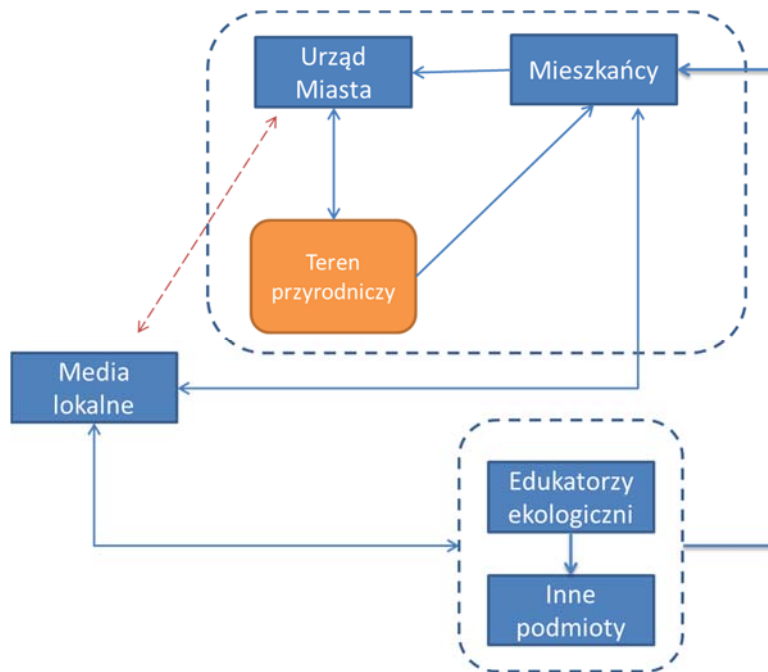 Urząd
Miasta
Mieszkańcy
Teren
przyrodniczy
Media
lokalne
Edukatorzy
ekologiczni
Inne
podmioty